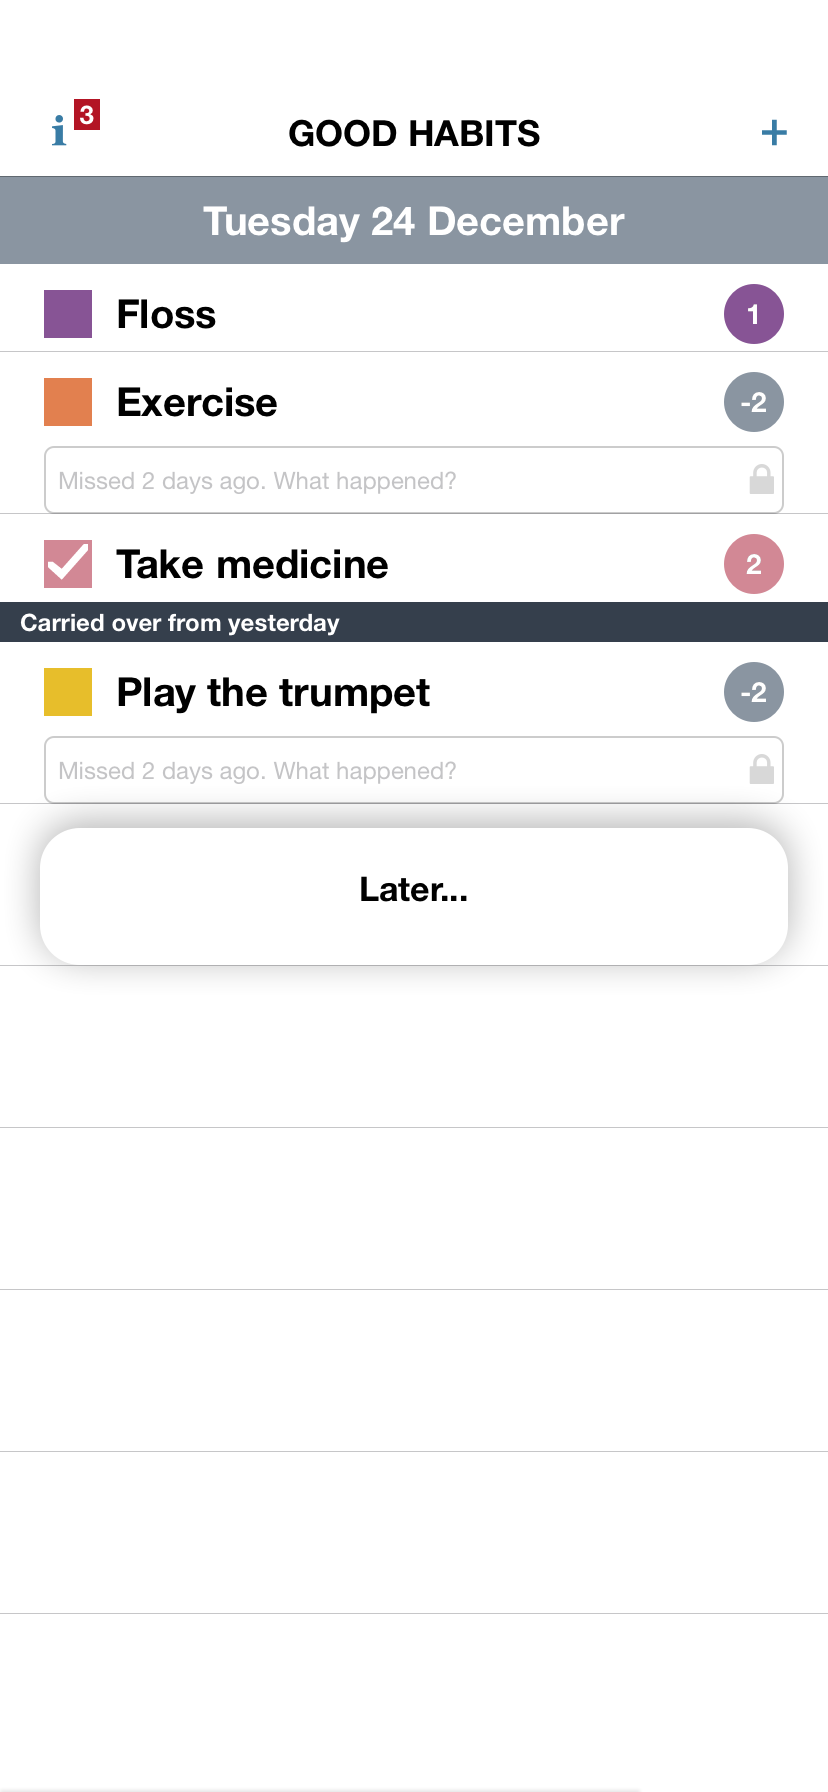 i 3
GOOD HABITS
+
Tuesday 24 December
Floss 1
Exercise -2
Missed 2 days ago. What happened?
Take medicine 2
Carried over from yesterday
Play the trumpet -2
Missed 2 days ago. What happened?
Later...